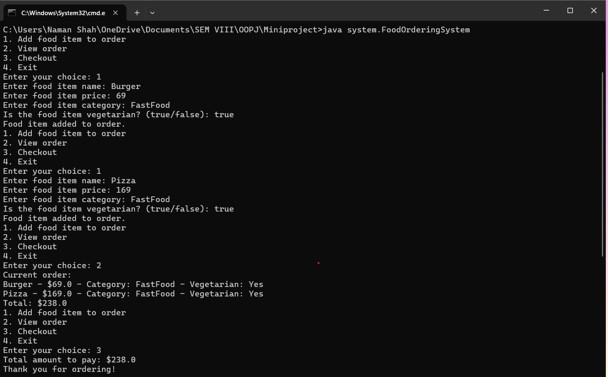 C:\Windows\System32\cmd.e
C:\Users\Naman Shah\OneDrive\Documents\SEM VIII\OOPJ\Miniproject>java system.FoodOrderingSystem
1. Add food item to order
2. View order
3. Checkout
4. Exit
Enter your choice: 1
Enter food item name: Burger
Enter food item price: 69
Enter food item category: FastFood
Is the food item vegetarian? (true/false): true
Food item added to order.
1. Add food item to order
2. View order
3. Checkout
4. Exit
Enter your choice: 1
Enter food item name: Pizza
Enter food item price: 169
Enter food item category: FastFood
Is the food item vegetarian? (true/false): true
Food item added to order.
1. Add food item to order
2. View order
3. Checkout
4. Exit
Enter your choice: 2
Current order:
Burger - $69.0 - Category: FastFood - Vegetarian: Yes
Pizza - $169.0 - Category: FastFood - Vegetarian: Yes
Total: $238.0
1. Add food item to order
2. View order
3. Checkout
4. Exit
Enter your choice: 3
Total amount to pay: $238.0
Thank you for ordering!